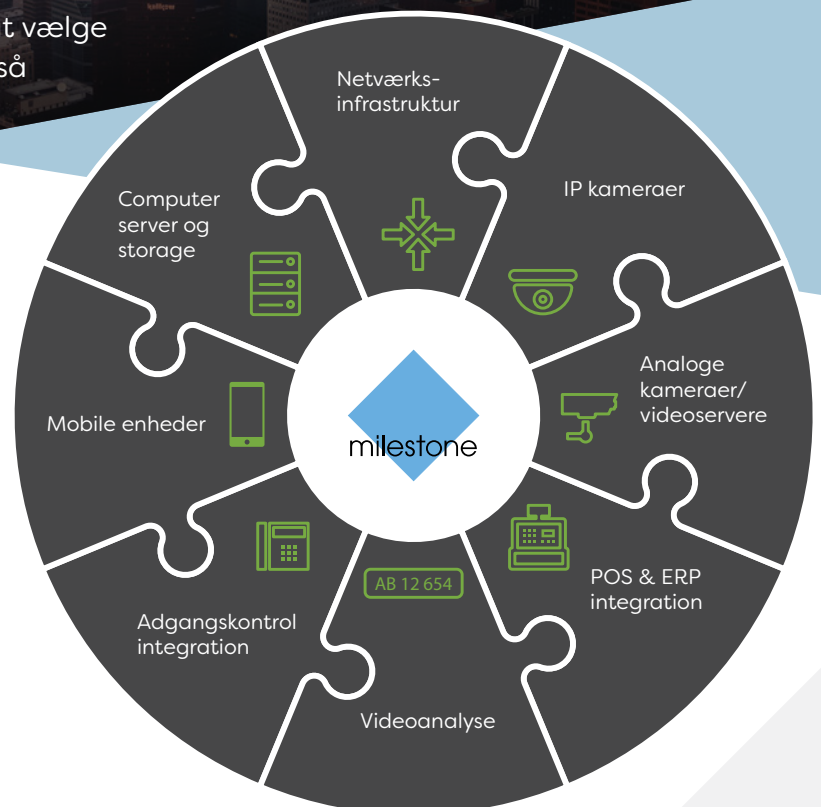 t vælge
så
Netværks-
infrastruktur
IP kameraer
Analoge
kameraer/
videoservere
POS & ERP
integration
Videoanalyse
AB 12 654
Adgangskontrol
integration
Mobile enheder
Computer
server og
storage
milestone